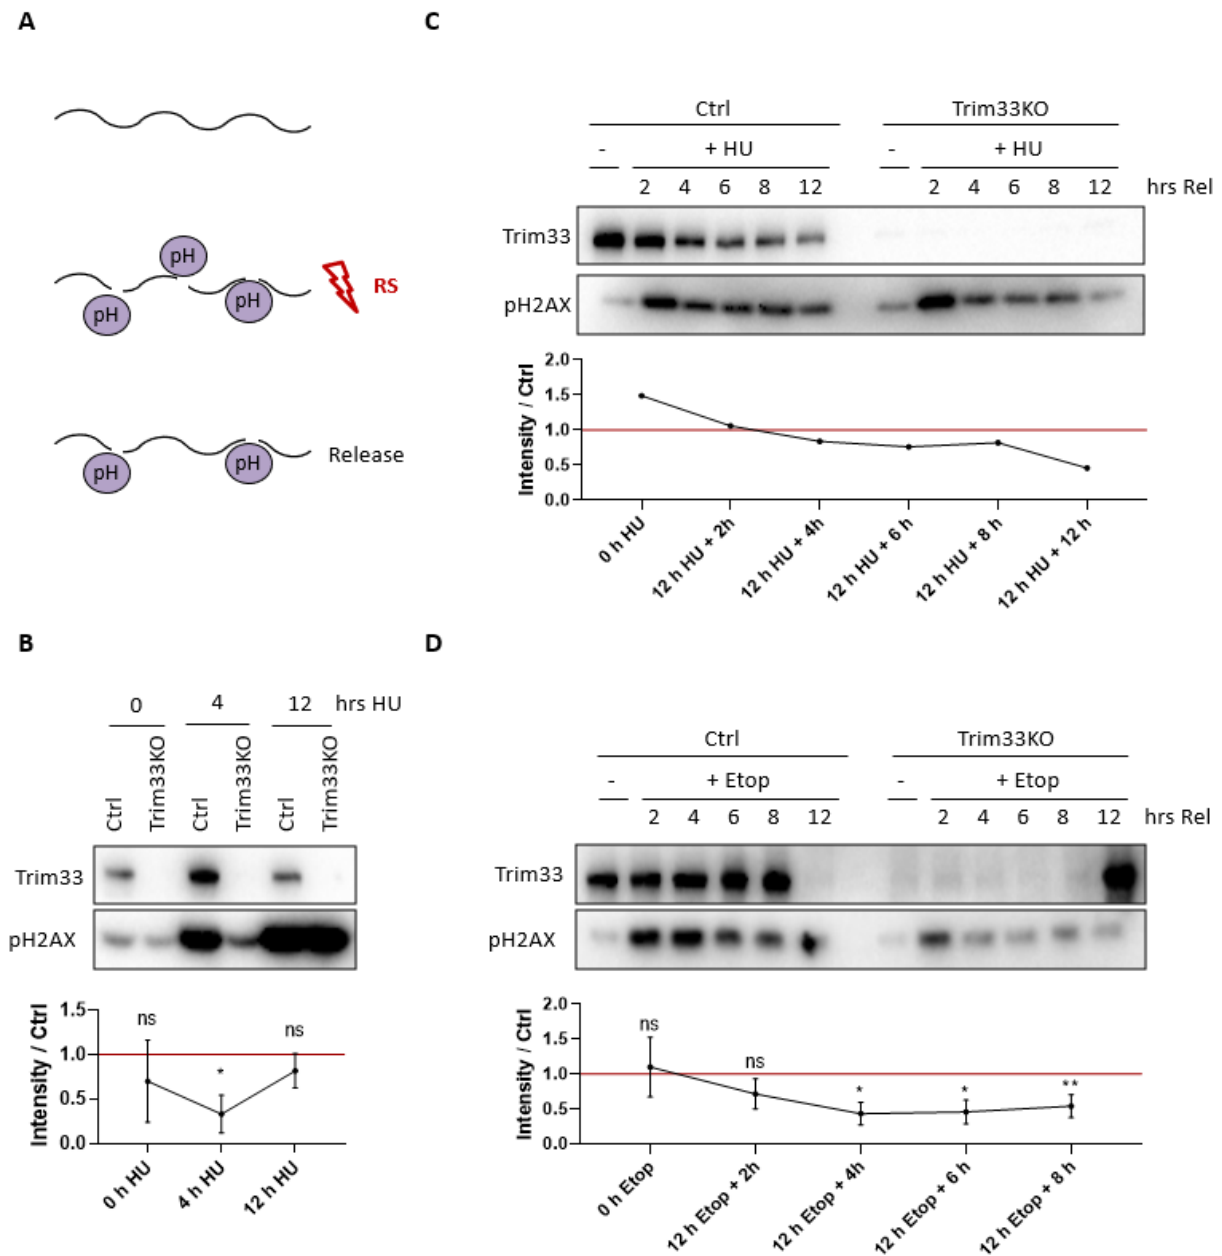 A
pH
pH
pH
RS
pH
pH
Release
C
Ctrl
Trim33KO
-
+ HU
-
+ HU
2 4 6 8 12
2 4 6 8 12
hrs Rel
Trim33
pH2AX
Intensity / Ctrl
2.0
1.5
1.0
0.5
0.0
0 h HU
12 h HU + 2h
12 h HU + 4h
12 h HU + 6 h
12 h HU + 8 h
12 h HU + 12 h
B
0 4 12 hrs HU
Ctrl
Trim33KO
Ctrl
Trim33KO
Ctrl
Trim33KO
Trim33
pH2AX
Intensity / Ctrl
1.5
1.0
0.5
0.0
ns
*
ns
0 h HU
4 h HU
12 h HU
D
Ctrl
Trim33KO
-
+ Etop
-
+ Etop
2 4 6 8 12
2 4 6 8 12
hrs Rel
Trim33
pH2AX
Intensity / Ctrl
2.0
1.5
1.0
0.5
0.0
ns
ns
*
*
**
0 h Etop
12 h Etop + 2h
12 h Etop + 4h
12 h Etop + 6 h
12 h Etop + 8 h